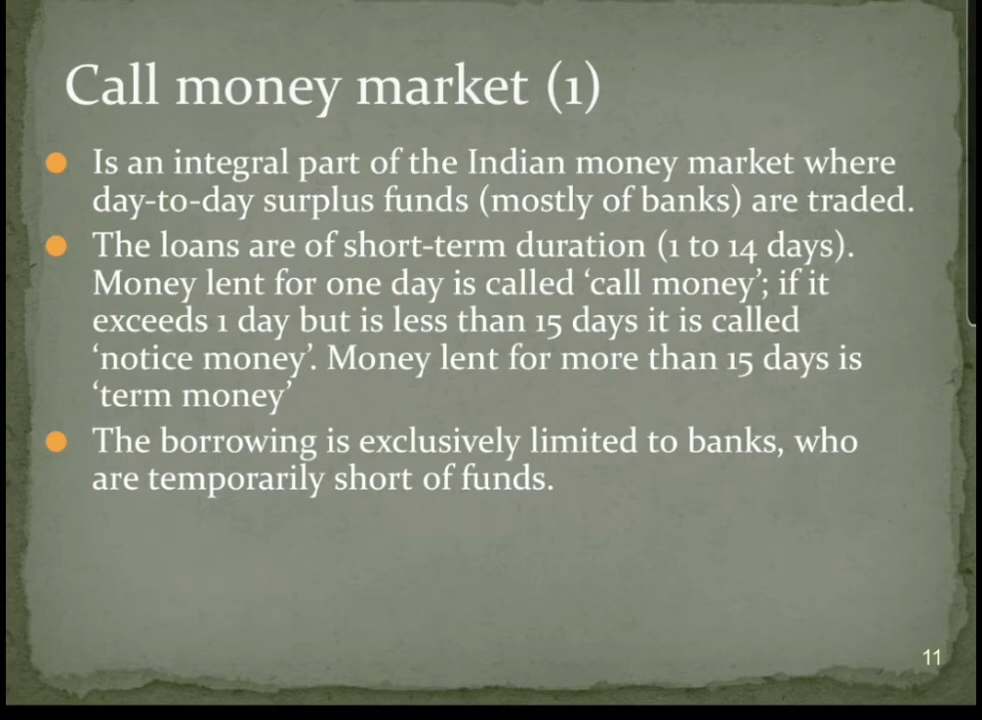 Call money market (1)
Is an integral part of the Indian money market where
day-to-day surplus funds (mostly of banks) are traded.
The loans are of short-term duration (1 to 14 days).
Money lent for one day is called ‘call money’; if it
exceeds 1 day but is less than 15 days it is called
‘notice money’. Money lent for more than 15 days is
‘term money’
The borrowing is exclusively limited to banks, who
are temporarily short of funds.
11